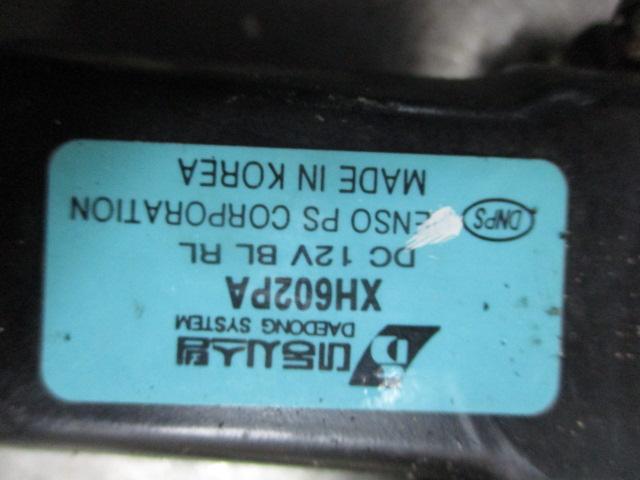 대동시스템
DAEDONG SYSTEM
XH602PA
DC 12V BL RL
DNPS ENSO PS CORPORATION
MADE IN KOREA